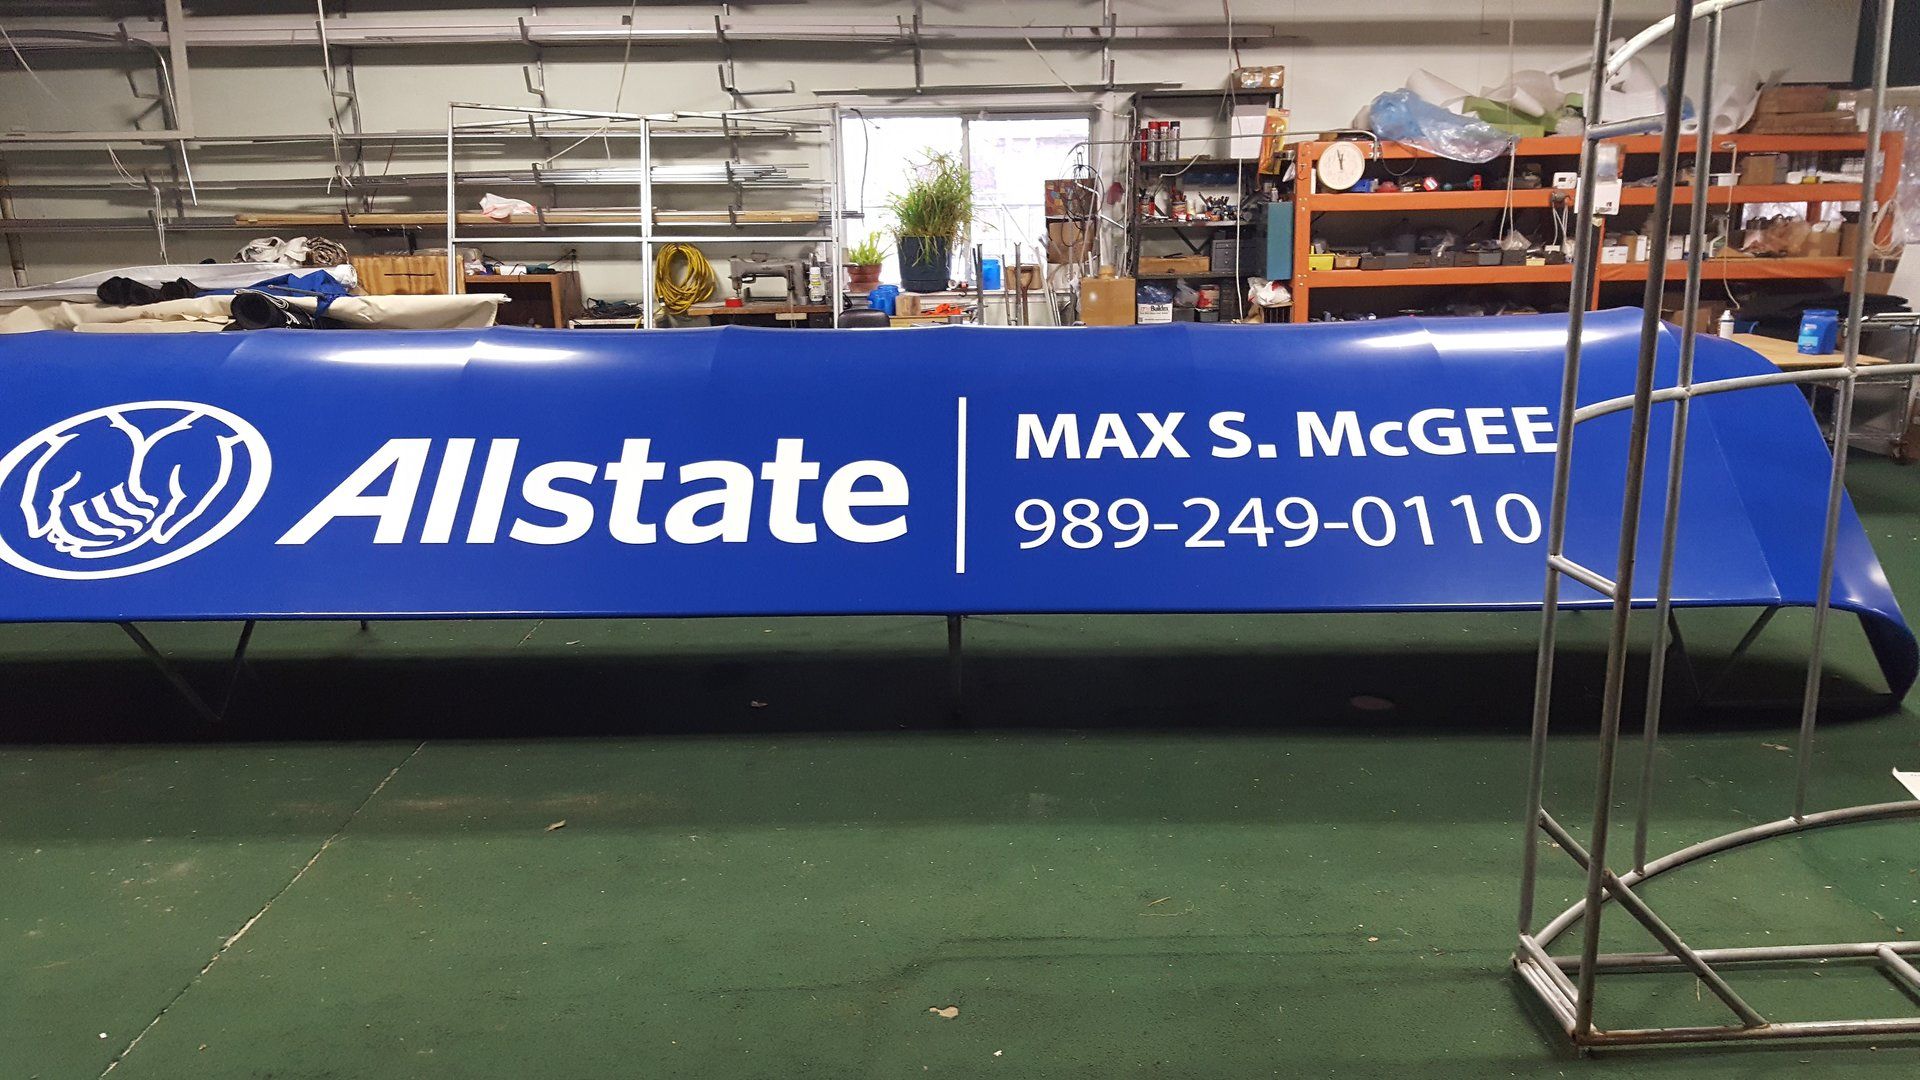 Allstate
MAX S. McGEE
989-249-0110